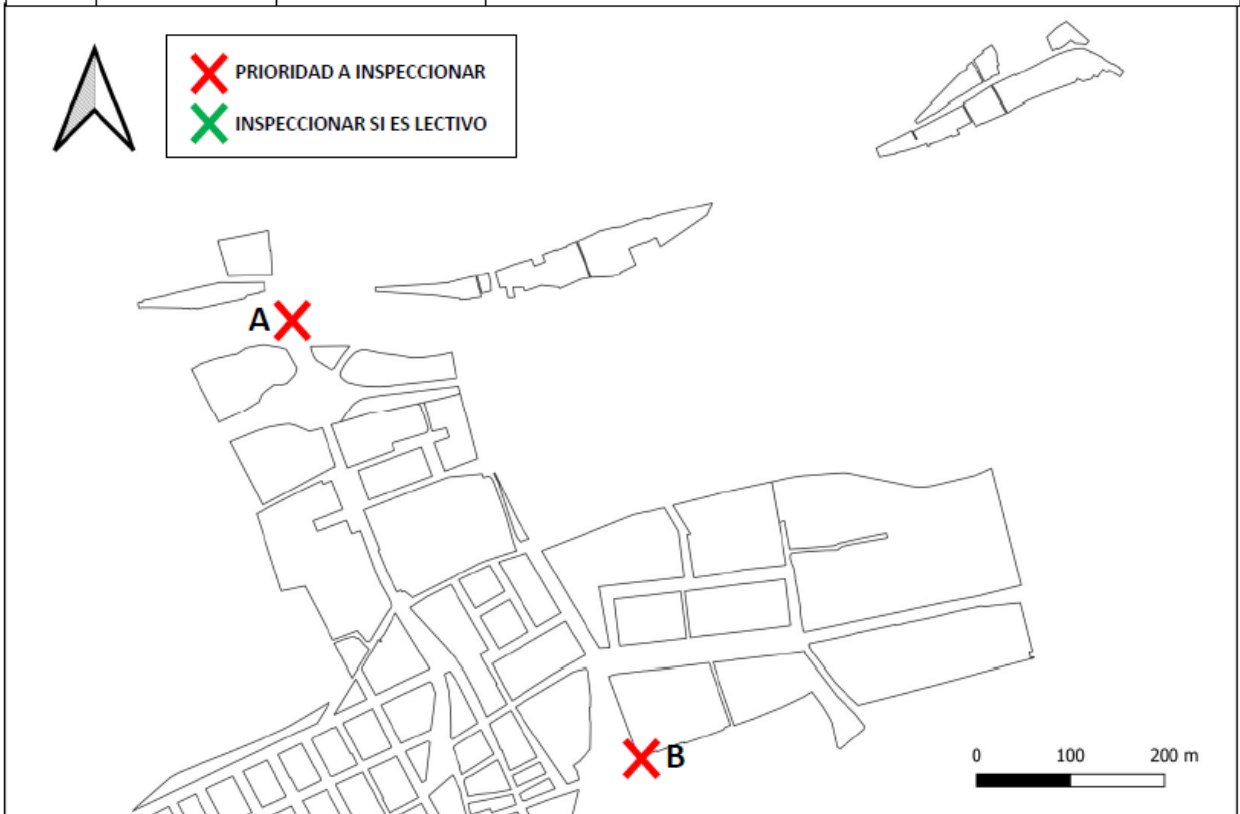 PRIORIDAD A INSPECCIONAR
INSPECCIONAR SI ES LECTIVO
A
B
0 100 200 m